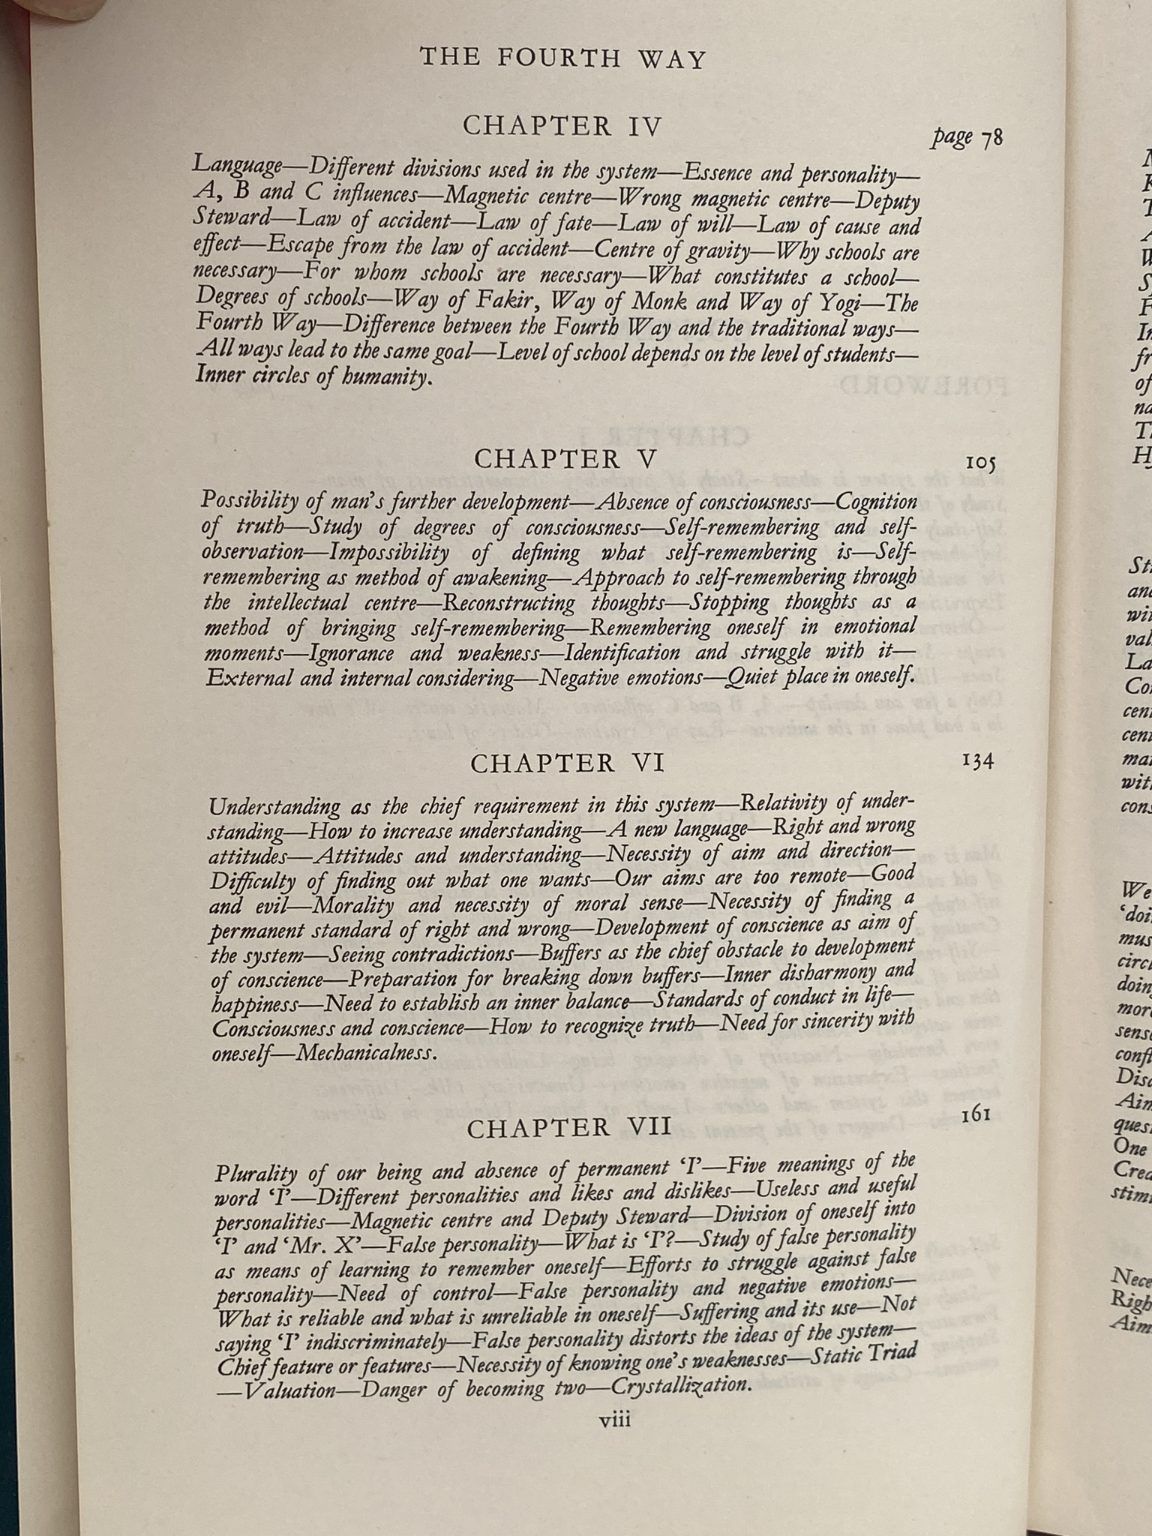 THE FOURTH WAY
CHAPTER IV
page 78
Language—Different divisions used in the system—Essence and personality—
A, B and C influences—Magnetic centre—Wrong magnetic centre—Deputy
Steward—Law of accident—Law of fate—Law of will—Law of cause and
effect—Escape from the law of accident—Centre of gravity—Why schools are
necessary—For whom schools are necessary—What constitutes a school—
Degrees of schools—Way of Fakir, Way of Monk and Way of Yogi—The
Fourth Way—Difference between the Fourth Way and the traditional ways—
All ways lead to the same goal—Level of school depends on the level of students—
Inner circles of humanity.
CHAPTER V
105
Possibility of man's further development—Absence of consciousness—Cognition
of truth—Study of degrees of consciousness—Self-remembering and self-
observation—Impossibility of defining what self-remembering is—Self-
remembering as method of awakening—Approach to self-remembering through
the intellectual centre—Reconstructing thoughts—Stopping thoughts as a
method of bringing self-remembering—Remembering oneself in emotional
moments—Ignorance and weakness—Identification and struggle with it—
External and internal considering—Negative emotions—Quiet place in oneself.
CHAPTER VI
134
Understanding as the chief requirement in this system—Relativity of under-
standing—How to increase understanding—A new language—Right and wrong
attitudes—Attitudes and understanding—Necessity of aim and direction—
Difficulty of finding out what one wants—Our aims are too remote—Good
and evil—Morality and necessity of moral sense—Necessity of finding a
permanent standard of right and wrong—Development of conscience as aim of
the system—Seeing contradictions—Buffers as the chief obstacle to development
of conscience—Preparation for breaking down buffers—Inner disharmony and
happiness—Need to establish an inner balance—Standards of conduct in life—
Consciousness and conscience—How to recognize truth—Need for sincerity with
oneself—Mechanicalness.
CHAPTER VII
161
Plurality of our being and absence of permanent 'I'—Five meanings of the
word 'I'—Different personalities and likes and dislikes—Useless and useful
personalities—Magnetic centre and Deputy Steward—Division of oneself into
'I' and 'Mr. X'—False personality—What is 'I'?—Study of false personality
as means of learning to remember oneself—Efforts to struggle against false
personality—Need of control—False personality and negative emotions—
What is reliable and what is unreliable in oneself—Suffering and its use—Not
saying 'I' indiscriminately—False personality distorts the ideas of the system—
Chief feature or features—Necessity of knowing one's weaknesses—Static Triad
—Valuation—Danger of becoming two—Crystallization.
viii